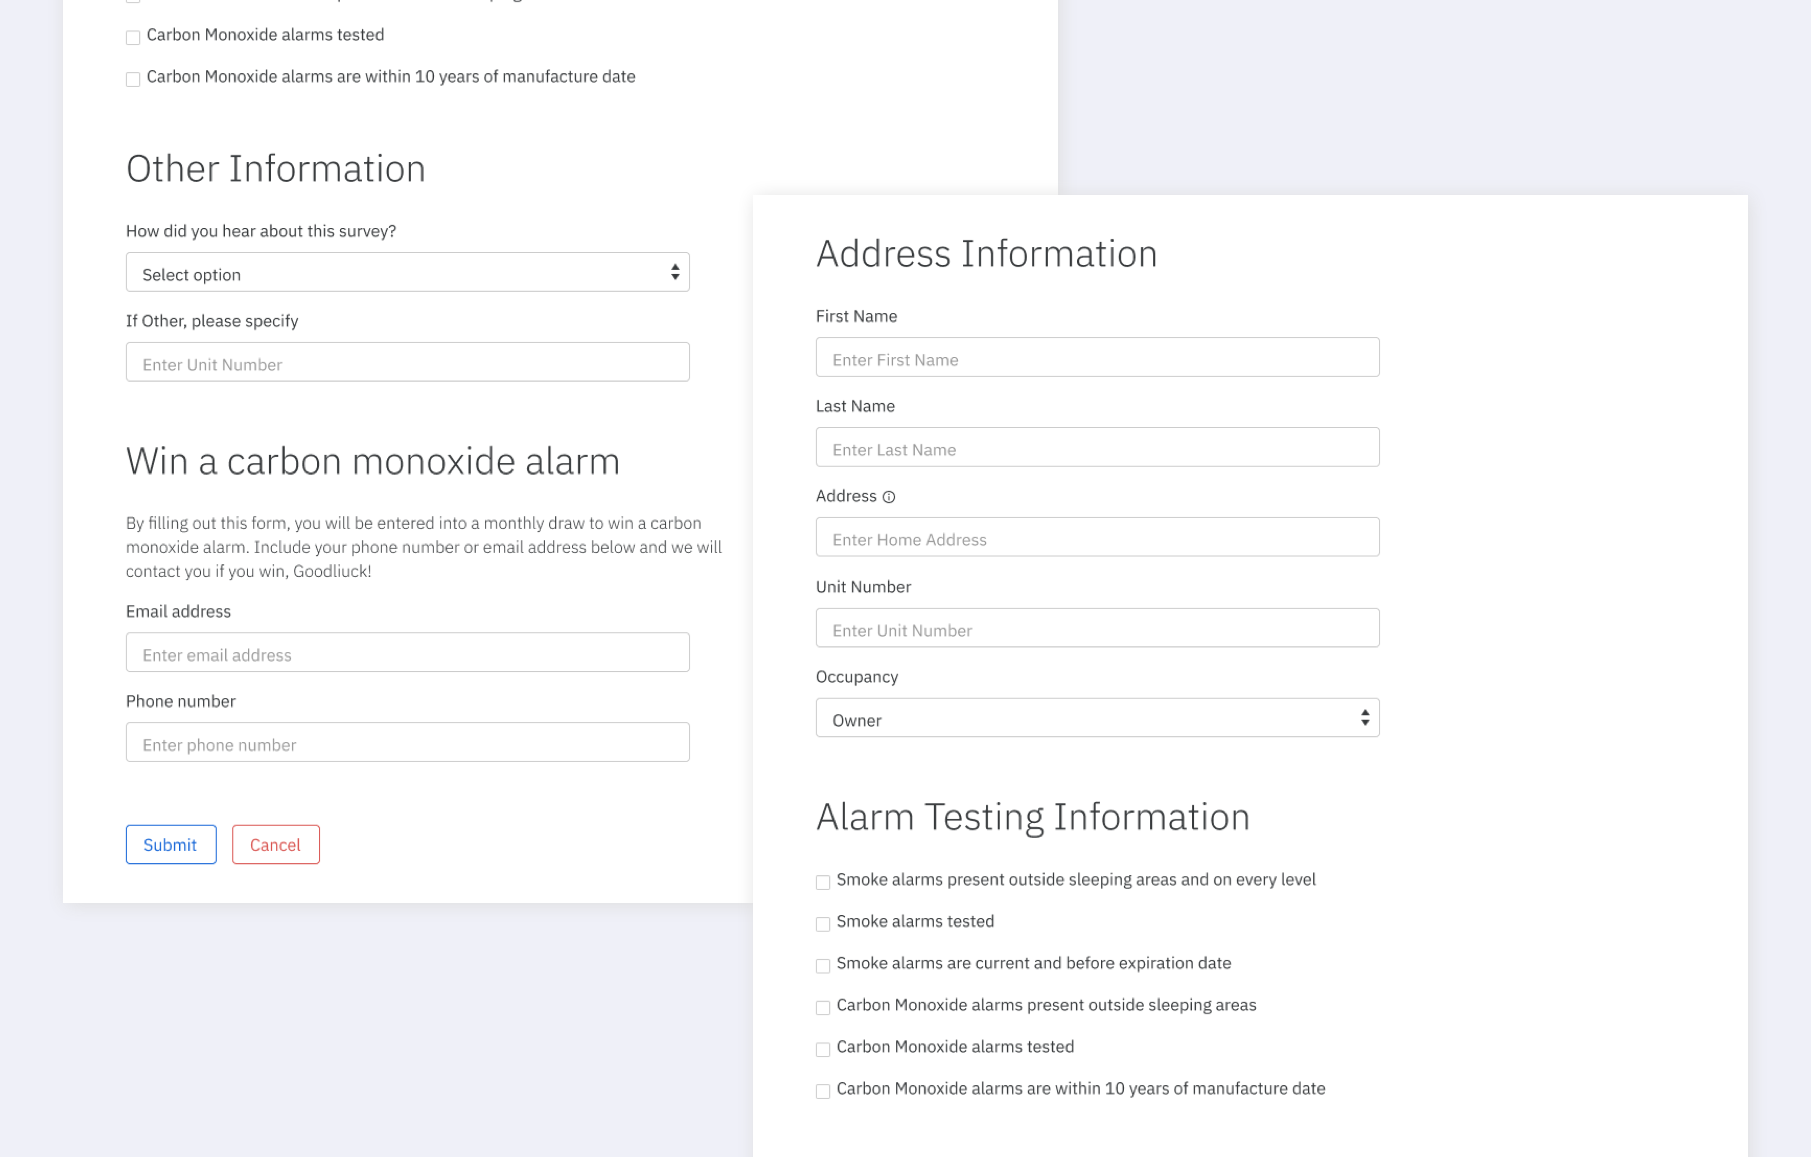 Carbon Monoxide alarms tested
Carbon Monoxide alarms are within 10 years of manufacture date
Other Information
How did you hear about this survey?
Select option
If Other, please specify
Enter Unit Number
Win a carbon monoxide alarm
By filling out this form, you will be entered into a monthly draw to win a carbon
monoxide alarm. Include your phone number or email address below and we will
contact you if you win, Goodliuck!
Email address
Enter email address
Phone number
Enter phone number
Submit
Cancel
Address Information
First Name
Enter First Name
Last Name
Enter Last Name
Address
Enter Home Address
Unit Number
Enter Unit Number
Occupancy
Owner
Alarm Testing Information
Smoke alarms present outside sleeping areas and on every level
Smoke alarms tested
Smoke alarms are current and before expiration date
Carbon Monoxide alarms present outside sleeping areas
Carbon Monoxide alarms tested
Carbon Monoxide alarms are within 10 years of manufacture date